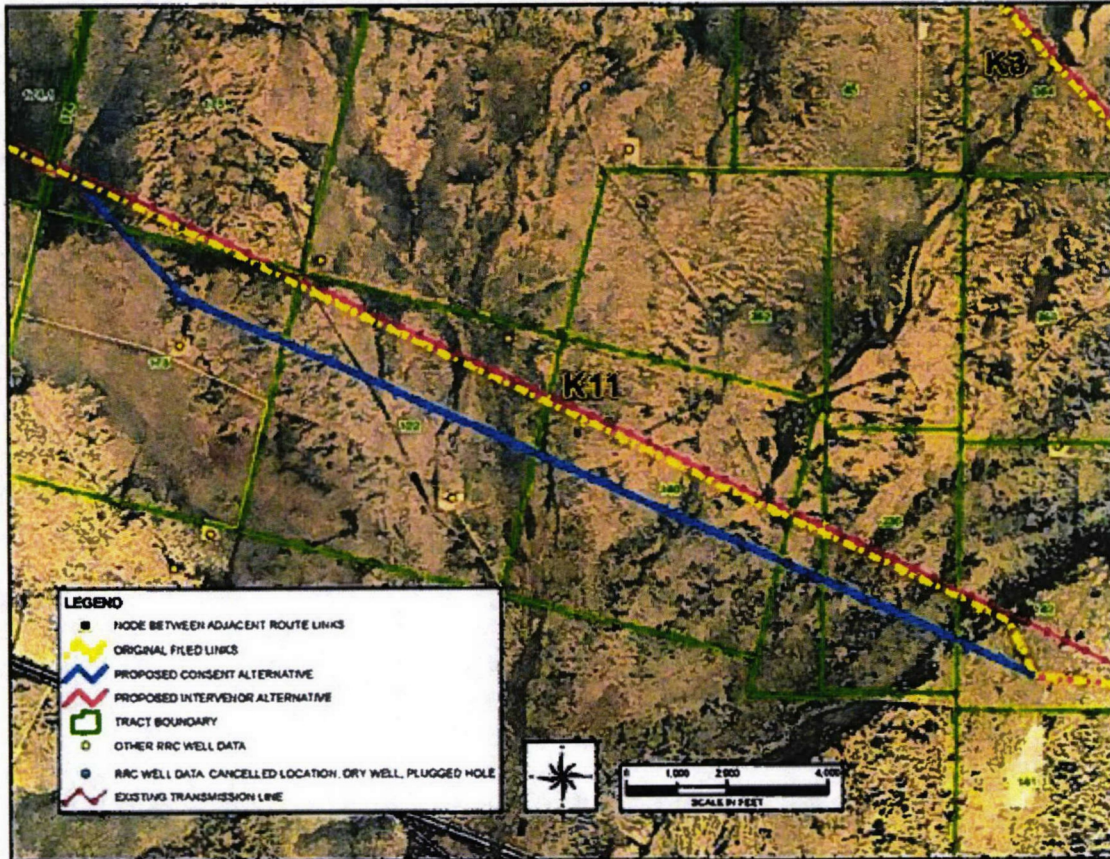 K3
K11
322
LEGEND
NODE BETWEEN ADJACENT ROUTE LINKS
ORIGINAL FILED LINKS
PROPOSED CONSENT ALTERNATIVE
PROPOSED INTERVENOR ALTERNATIVE
TRACT BOUNDARY
OTHER RRC WELL DATA
RRC WELL DATA: CANCELLED LOCATION, DRY WELL, PLUGGED HOLE
EXISTING TRANSMISSION LINE
0 1,000 2,000 4,000
SCALE IN FEET